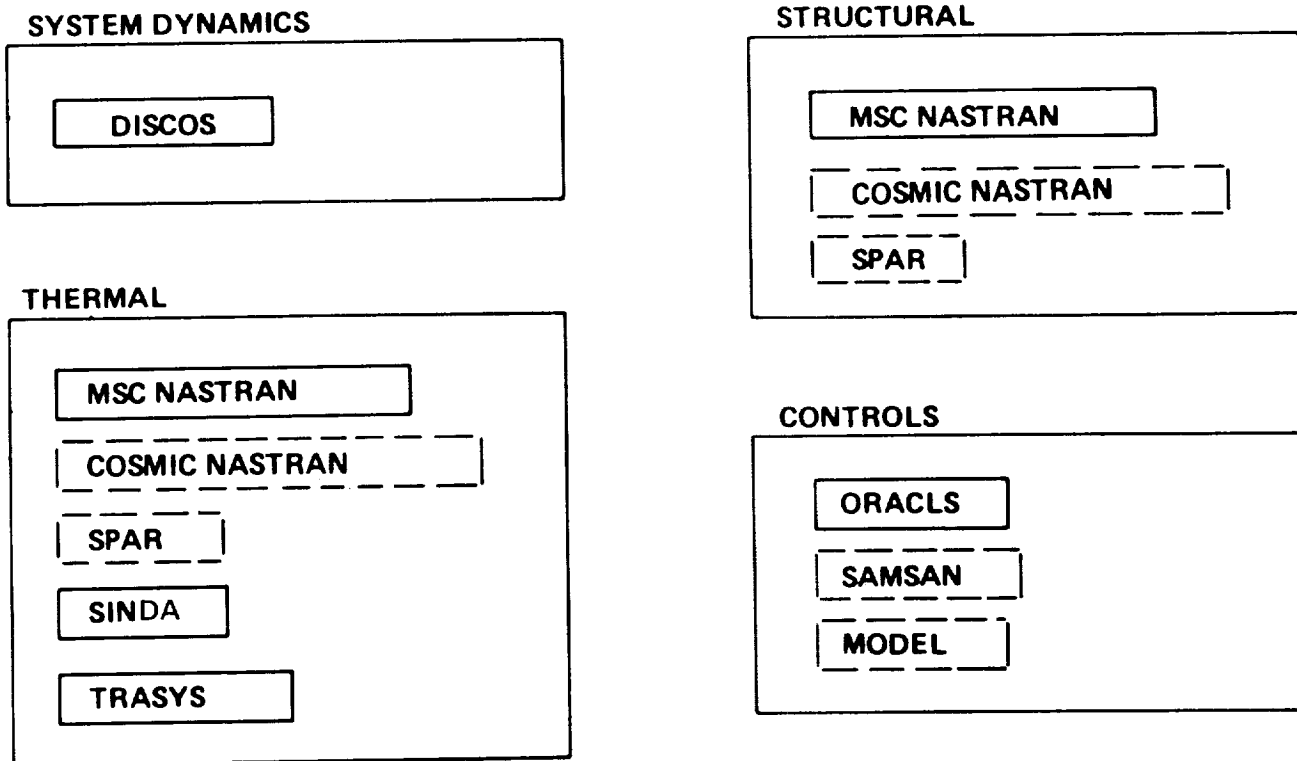 SYSTEM DYNAMICS
DISCOS
THERMAL
MSC NASTRAN
COSMIC NASTRAN
SPAR
SINDA
TRASYS
STRUCTURAL
MSC NASTRAN
COSMIC NASTRAN
SPAR
CONTROLS
ORACLS
SAMSAN
MODEL